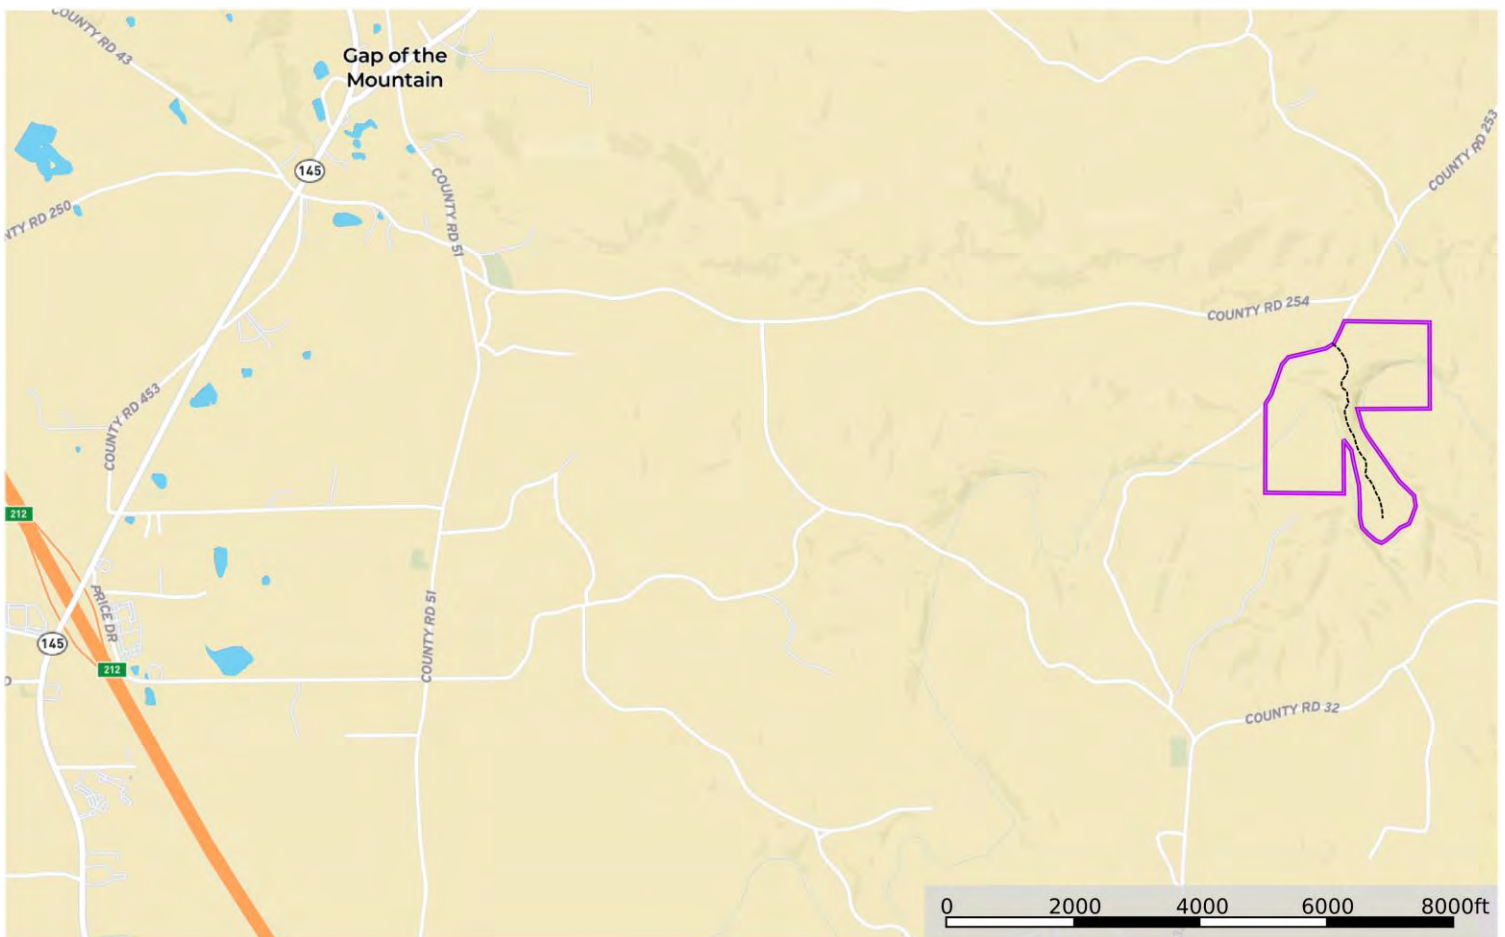 COUNTY RD 43
Gap of the
Mountain
COUNTY RD 253
145
COUNTY RD 51
NTY RD 250
COUNTY RD 254
COUNTY RD 453
212
PRICE DR
COUNTY RD 51
145
212
COUNTY RD 32
0 2000 4000 6000 8000ft